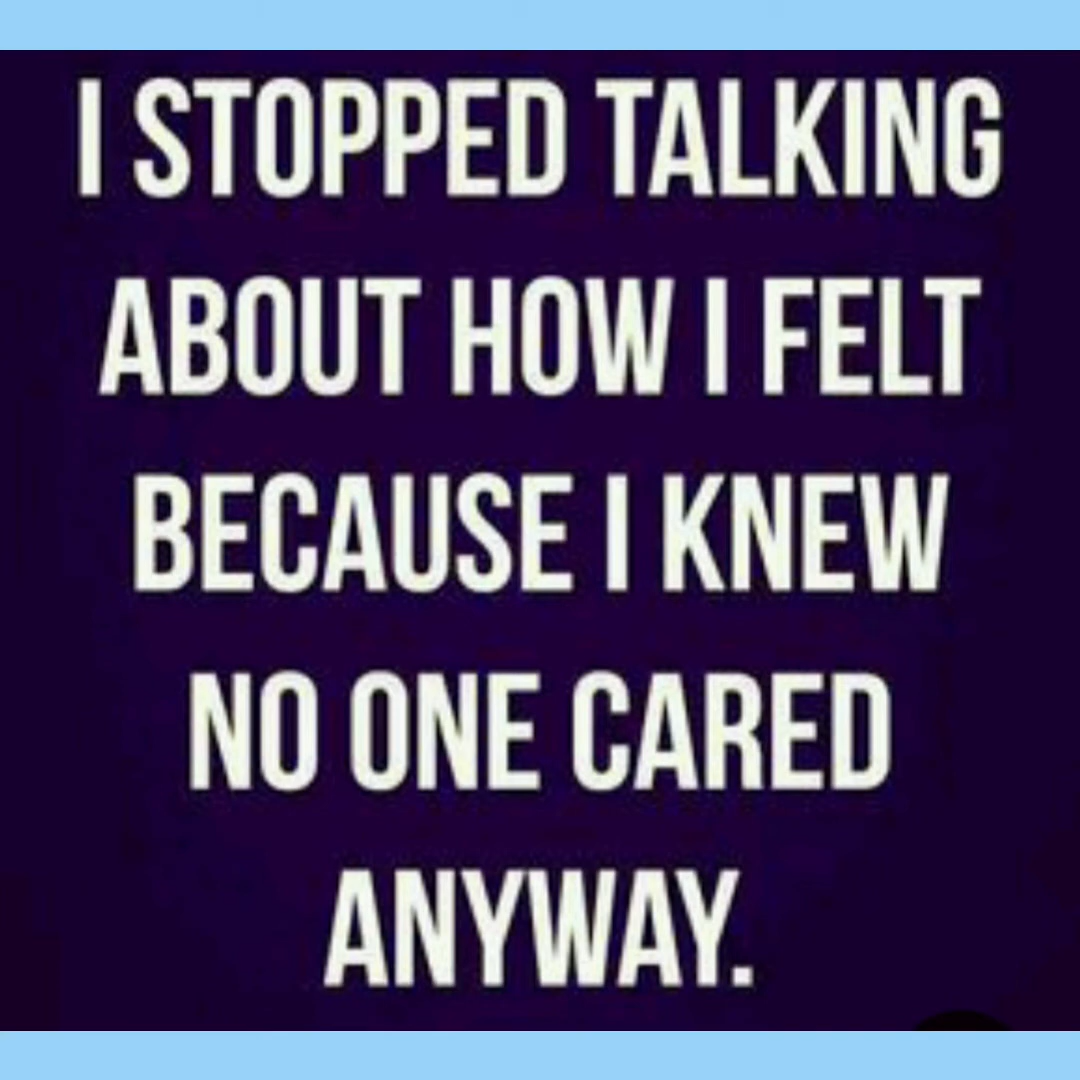 I STOPPED TALKING
ABOUT HOW I FELT
BECAUSE I KNEW
NO ONE CARED
ANYWAY.